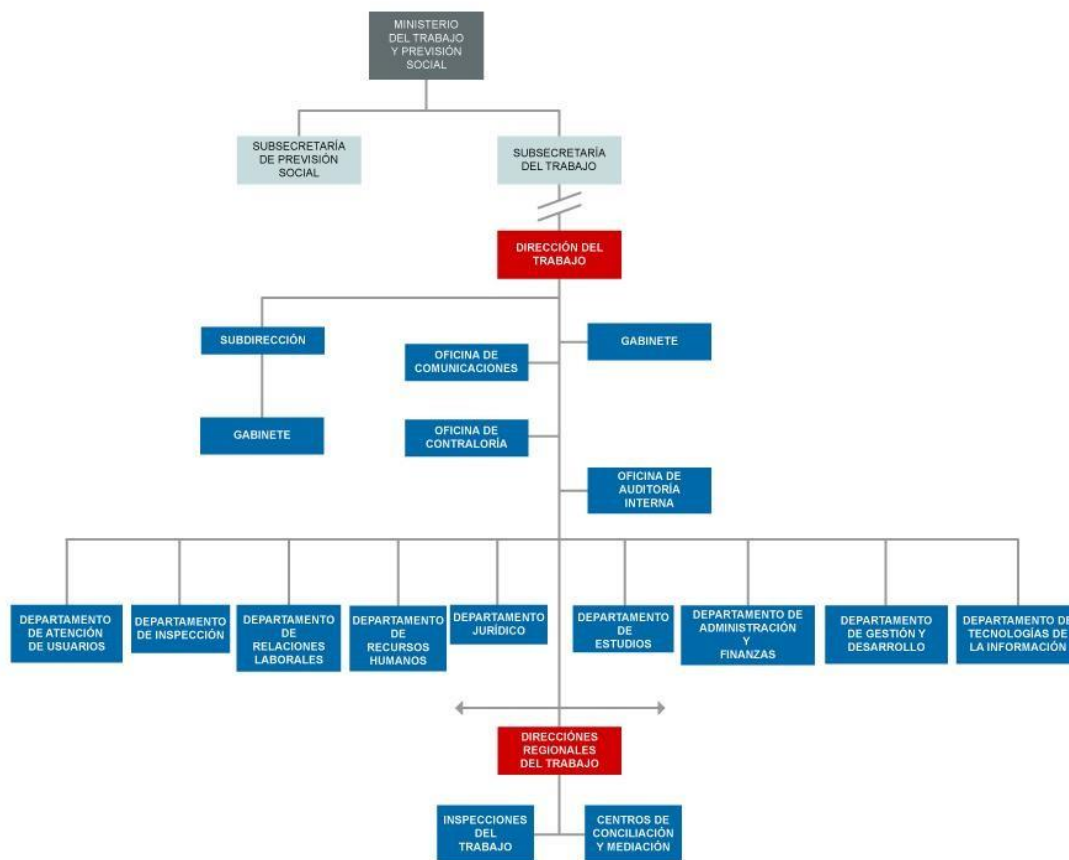 MINISTERIO
DEL TRABAJO
Y PREVISIÓN
SOCIAL
SUBSECRETARÍA
DE PREVISIÓN
SOCIAL
SUBSECRETARÍA
DEL TRABAJO
DIRECCIÓN DEL
TRABAJO
SUBDIRECCIÓN
GABINETE
OFICINA DE
COMUNICACIONES
GABINETE
OFICINA DE
CONTRALORÍA
OFICINA DE
AUDITORÍA
INTERNA
DEPARTAMENTO
DE ATENCIÓN
DE USUARIOS
DEPARTAMENTO
DE INSPECCIÓN
DEPARTAMENTO
DE
RELACIONES
LABORALES
DEPARTAMENTO
DE
RECURSOS
HUMANOS
DEPARTAMENTO
JURÍDICO
DEPARTAMENTO
DE
ESTUDIOS
DEPARTAMENTO DE
ADMINISTRACIÓN
Y
FINANZAS
DEPARTAMENTO
DE GESTIÓN Y
DESARROLLO
DEPARTAMENTO DE
TECNOLOGÍAS DE
LA INFORMACIÓN
DIRECCIÓNES
REGIONALES
DEL TRABAJO
INSPECCIONES
DEL
TRABAJO
CENTROS DE
CONCILIACIÓN
Y MEDIACIÓN